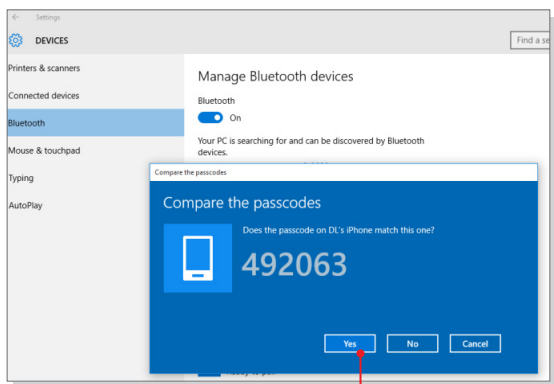 ← Settings
DEVICES
Find a se
Printers & scanners
Connected devices
Bluetooth
Mouse & touchpad
Typing
AutoPlay
Manage Bluetooth devices
Bluetooth
On
Your PC is searching for and can be discovered by Bluetooth
devices.
Compare the passcodes
Compare the passcodes
Does the passcode on DL's iPhone match this one?
492063
Yes No Cancel